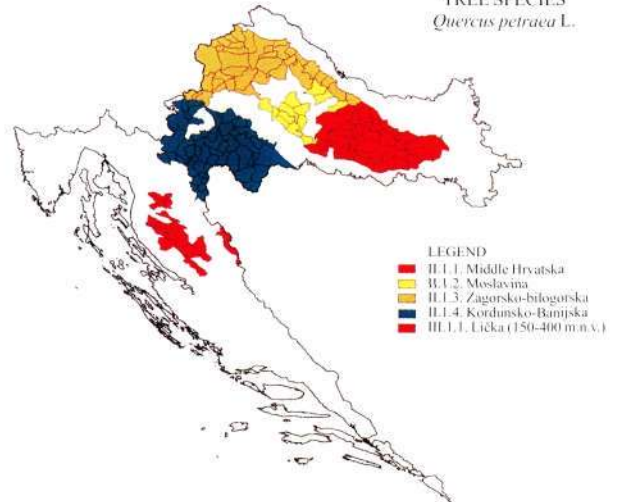 TREE SPECIES
Quercus petraea L.
LEGEND
II.1.1. Middle Hrvatska
II.1.2. Moslavina
II.1.3. Zagorsko-bilogorska
II.1.4. Kordunsko-Banijska
III.1.1. Lička (150-400 m.n.v.)